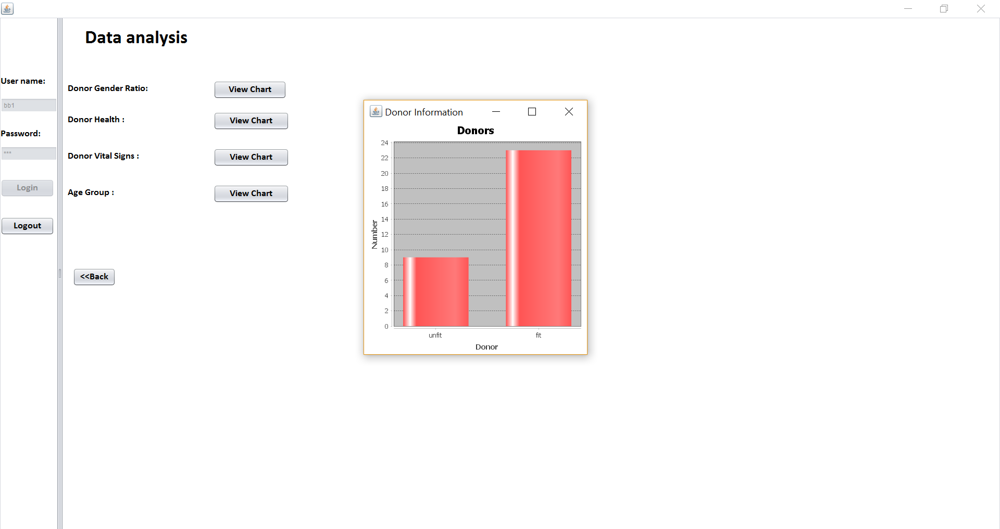 Data analysis
User name:
bb1
Password:
***
Login
Logout
Donor Gender Ratio:
View Chart
Donor Health :
View Chart
Donor Vital Signs :
View Chart
Age Group :
View Chart
<<Back
Donor Information
Donors
24
22
20
18
16
14
12
10
8
6
4
2
0
Number
unfit
fit
Donor